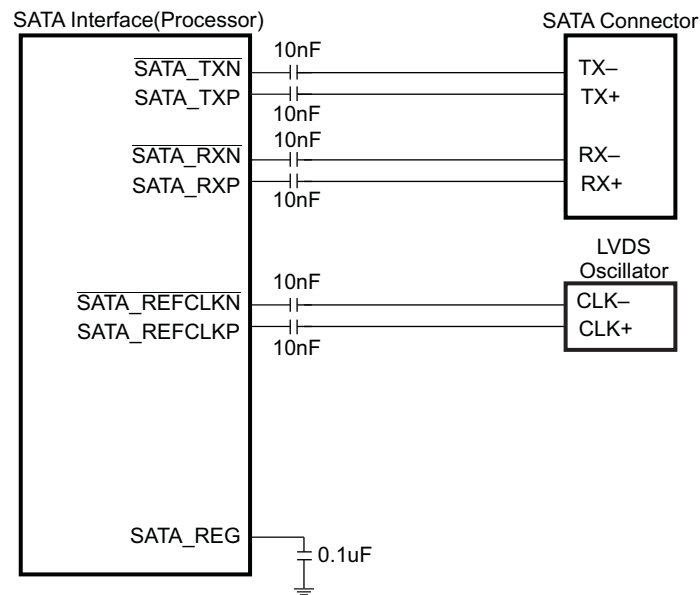 SATA Interface(Processor)
SATA Connector
10nF
SATA_TXN
TX–
SATA_TXP
TX+
10nF
10nF
SATA_RXN
RX–
SATA_RXP
RX+
10nF
LVDS
Oscillator
10nF
SATA_REFCLKN
CLK–
SATA_REFCLKP
CLK+
10nF
SATA_REG
0.1uF